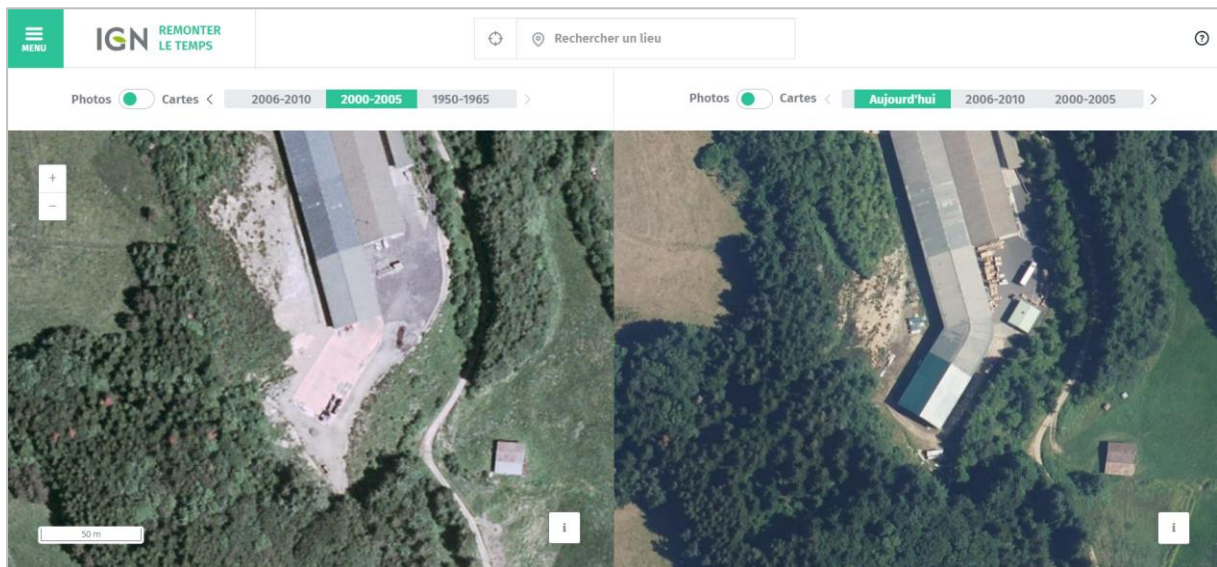 MENU
IGN REMONTER
LE TEMPS
Rechercher un lieu
?
Photos Cartes < 2006-2010 2000-2005 1950-1965 >
Photos Cartes < Aujourd'hui 2006-2010 2000-2005 >
+
−
50 m
i
i